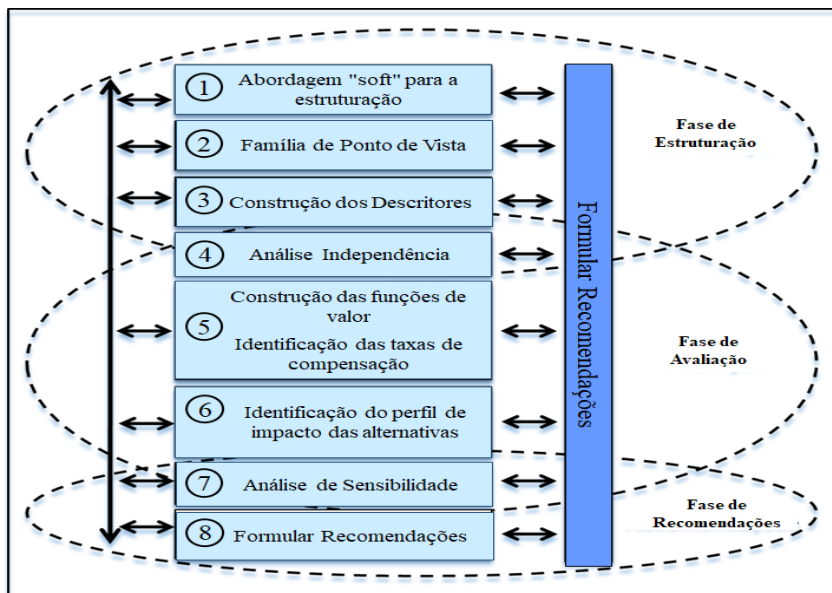 1
Abordagem "soft" para a
estruturação
2
Família de Ponto de Vista
3
Construção dos Descritores
4
Análise Independência
5
Construção das funções de
valor
Identificação das taxas de
compensação
6
Identificação do perfil de
impacto das alternativas
7
Análise de Sensibilidade
8
Formular Recomendações
Formular Recomendações
Fase de
Estruturação
Fase de
Avaliação
Fase de
Recomendações